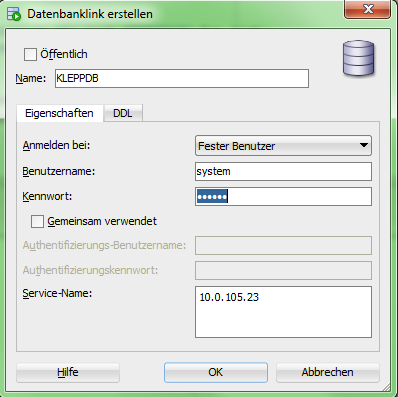 Datenbanklink erstellen
Öffentlich
Name: KLEPPDB
Eigenschaften DDL
Anmelden bei: Fester Benutzer
Benutzername: system
Kennwort: ••••••
Gemeinsam verwendet
Authentifizierungs-Benutzername:
Authentifizierungskennwort:
Service-Name: 10.0.105.23
Hilfe OK Abbrechen